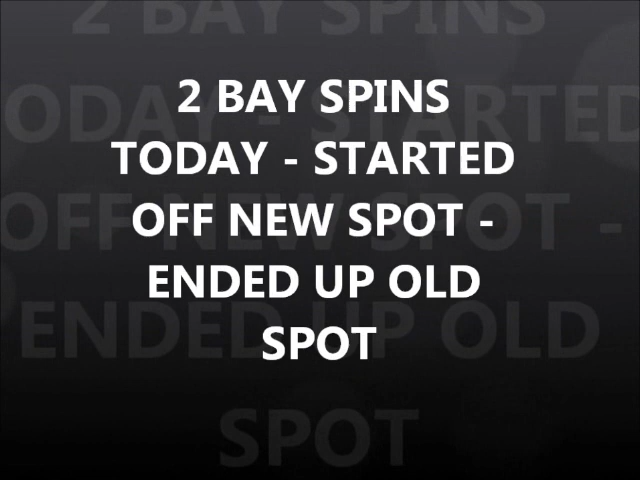 2 BAY SPINS
TODAY - STARTED
OFF NEW SPOT -
ENDED UP OLD
SPOT